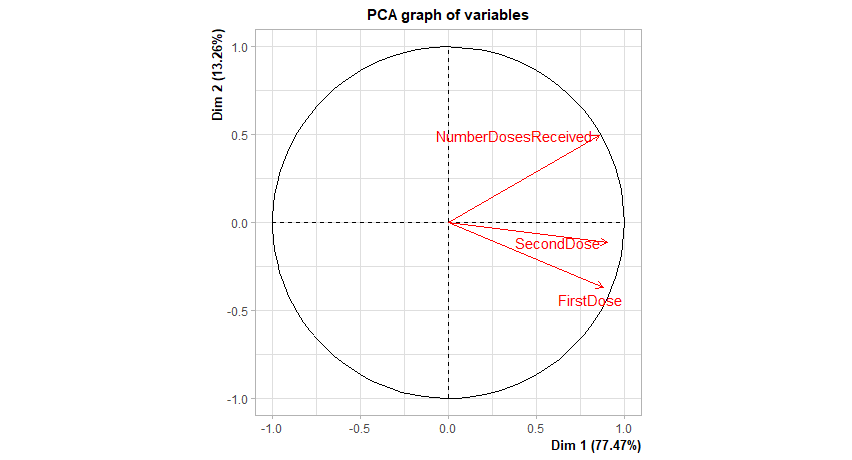 PCA graph of variables
Dim 2 (13.26%)
1.0
0.5
0.0
-0.5
-1.0
NumberDosesReceived
SecondDose
FirstDose
-1.0 -0.5 0.0 0.5 1.0
Dim 1 (77.47%)